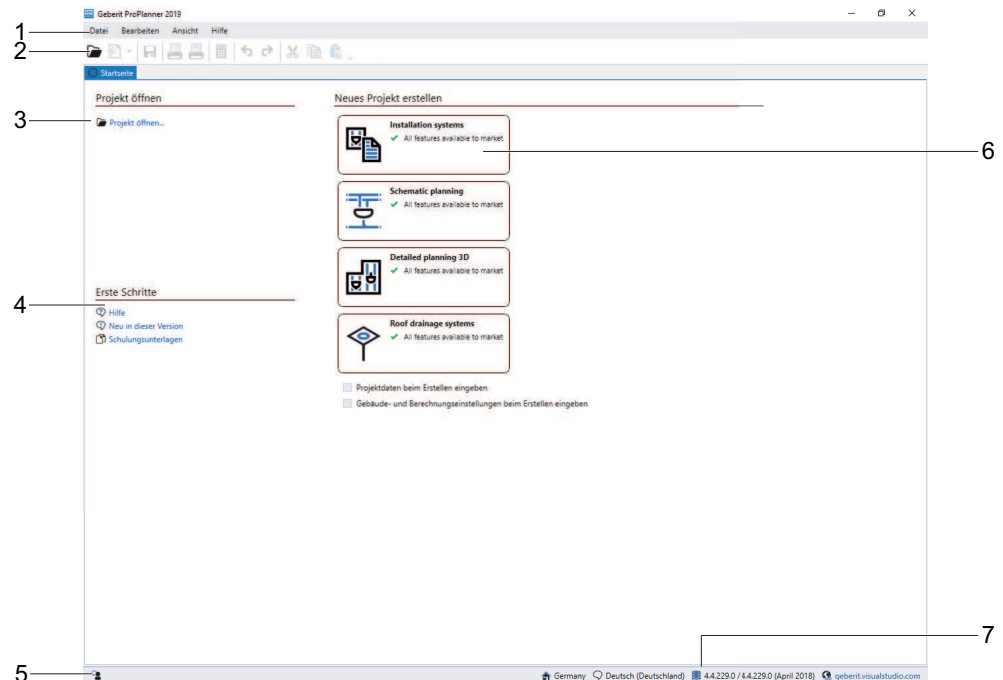 Geberit ProPlanner 2019
1
Datei Bearbeiten Ansicht Hilfe
2
Startseite
Projekt öffnen
Neues Projekt erstellen
3
Projekt öffnen...
Installation systems
All features available to market
6
Schematic planning
All features available to market
Detailed planning 3D
All features available to market
Erste Schritte
4
Hilfe
Neu in dieser Version
Schulungsunterlagen
Roof drainage systems
All features available to market
Projektdaten beim Erstellen eingeben
Gebäude- und Berechnungseinstellungen beim Erstellen eingeben
7
5
Germany Deutsch (Deutschland) 4.4.229.0 / 4.4.229.0 (April 2018) geberit.visualstudio.com